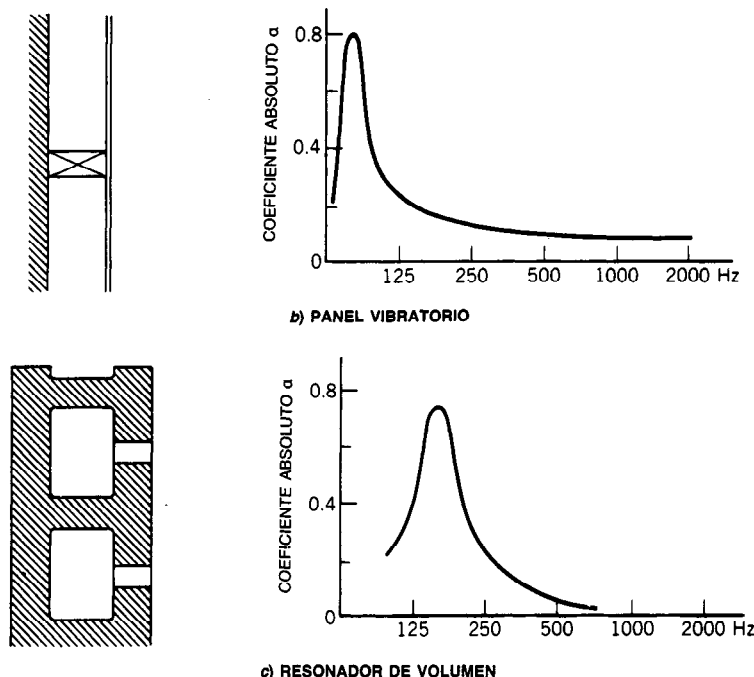 COEFICIENTE ABSOLUTO α
0.8
0.4
0
125 250 500 1000 2000 Hz
b) PANEL VIBRATORIO
COEFICIENTE ABSOLUTO α
0.8
0.4
0
125 250 500 1000 2000 Hz
c) RESONADOR DE VOLUMEN